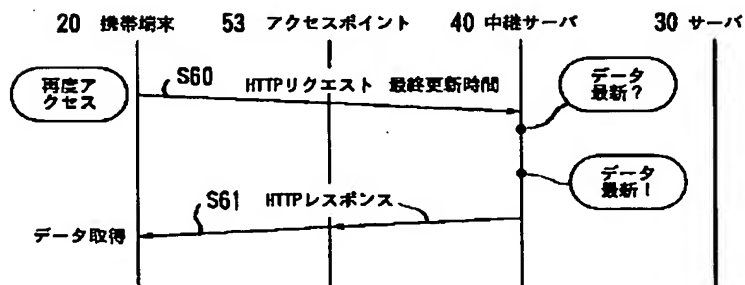 20 携帯端末 53 アクセスポイント 40 中継サーバ 30 サーバ
再度ア
クセス
S60 HTTPリクエスト 最終更新時間
データ
最新?
データ
最新!
S61 HTTPレスポンス
データ取得